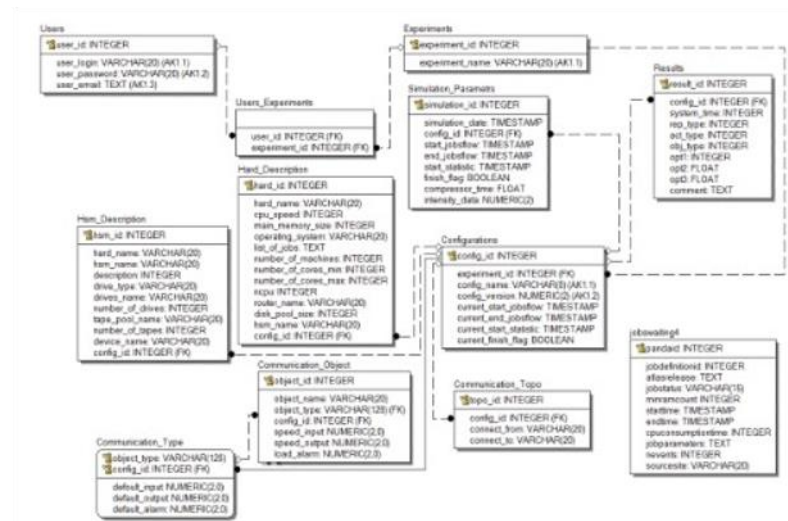 Users
user_id: INTEGER
user_login: VARCHAR(20) (AK1.1)
user_password: VARCHAR(20) (AK1.2)
user_email: TEXT (AK1.3)
Experiments
experiment_id: INTEGER
experiment_name: VARCHAR(20) (AK1.1)
Users_Experiments
user_id: INTEGER (FK)
experiment_id: INTEGER (FK)
Simulation_Parametrs
simulation_id: INTEGER
simulation_date: TIMESTAMP
config_id: INTEGER (FK)
start_jobsflow: TIMESTAMP
end_jobsflow: TIMESTAMP
start_statistic: TIMESTAMP
finish_flag: BOOLEAN
compressor_time: FLOAT
intensity_data: NUMERIC(2)
Results
result_id: INTEGER
config_id: INTEGER (FK)
system_time: INTEGER
rep_type: INTEGER
act_type: INTEGER
obj_type: INTEGER
opt1: INTEGER
opt2: FLOAT
opt3: FLOAT
comment: TEXT
Hard_Description
hard_id: INTEGER
hard_name: VARCHAR(20)
cpu_speed: INTEGER
main_memory_size: INTEGER
operating_system: VARCHAR(20)
list_of_jobs: TEXT
number_of_machines: INTEGER
number_of_cores_min: INTEGER
number_of_cores_max: INTEGER
ncpu: INTEGER
router_name: VARCHAR(20)
disk_pool_size: INTEGER
hsm_name: VARCHAR(20)
config_id: INTEGER (FK)
Hsm_Description
hsm_id: INTEGER
hard_name: VARCHAR(20)
hsm_name: VARCHAR(20)
description: INTEGER
drive_type: VARCHAR(20)
drives_name: VARCHAR(20)
number_of_drives: INTEGER
tape_pool_name: VARCHAR(20)
number_of_tapes: INTEGER
device_name: VARCHAR(20)
config_id: INTEGER (FK)
Configurations
config_id: INTEGER
experiment_id: INTEGER (FK)
config_name: VARCHAR(8) (AK1.1)
config_version: NUMERIC(2) (AK1.2)
current_start_jobsflow: TIMESTAMP
current_end_jobsflow: TIMESTAMP
current_start_statistic: TIMESTAMP
current_finish_flag: BOOLEAN
pandaid: INTEGER
jobdefinitionid: INTEGER
atlasrelease: TEXT
jobstatus: VARCHAR(15)
minramcount: INTEGER
starttime: TIMESTAMP
endtime: TIMESTAMP
cpuconsumptiontime: INTEGER
jobparameters: TEXT
nevents: INTEGER
sourcesite: VARCHAR(20)
Communication_Object
object_id: INTEGER
object_name: VARCHAR(20)
object_type: VARCHAR(128) (FK)
config_id: INTEGER (FK)
speed_input: NUMERIC(2.0)
speed_output: NUMERIC(2.0)
load_alarm: NUMERIC(2.0)
Communication_Topo
topo_id: INTEGER
config_id: INTEGER (FK)
connect_from: VARCHAR(20)
connect_to: VARCHAR(20)
Communication_Type
object_type: VARCHAR(128)
config_id: INTEGER (FK)
default_input: NUMERIC(2.0)
default_output: NUMERIC(2.0)
default_alarm: NUMERIC(2.0)